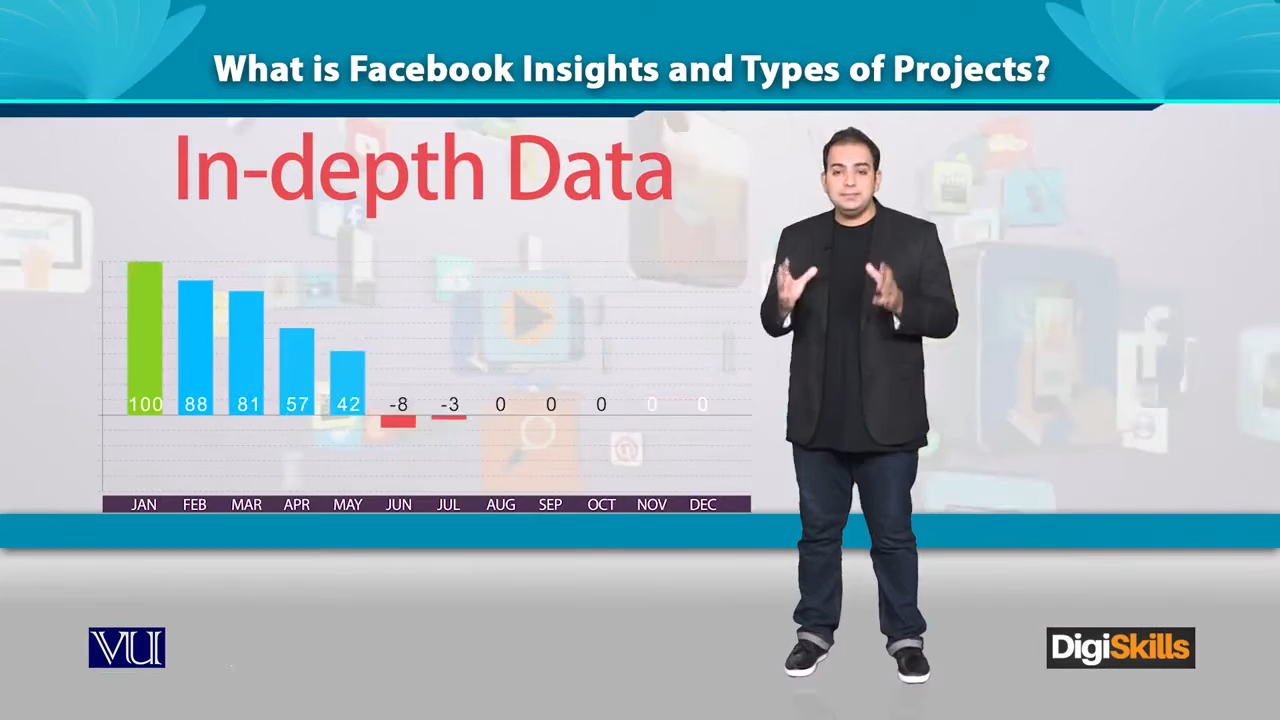 What is Facebook Insights and Types of Projects?
In-depth Data
100 88 81 57 42 -8 -3 0 0 0 0 0
JAN FEB MAR APR MAY JUN JUL AUG SEP OCT NOV DEC
VU
DigiSkills